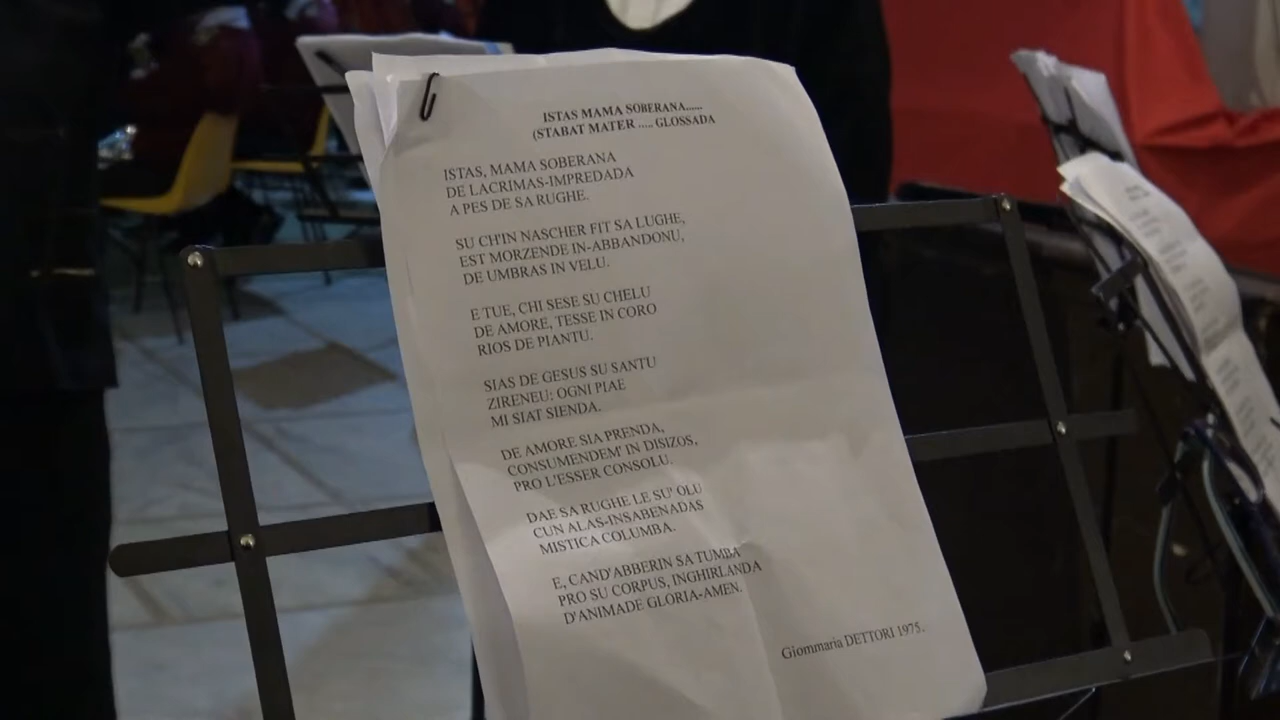 ISTAS MAMA SOBERANA......
(STABAT MATER ..... GLOSSADA
ISTAS, MAMA SOBERANA
DE LACRIMAS-IMPREDADA
A PES DE SA RUGHE.
SU CH'IN NASCHER FIT SA LUGHE,
EST MORZENDE IN-ABBANDONU,
DE UMBRAS IN VELU.
E TUE, CHI SESE SU CHELU
DE AMORE, TESSE IN CORO
RIOS DE PIANTU.
SIAS DE GESUS SU SANTU
ZIRENEU: OGNI PIAE
MI SIAT SIENDA.
DE AMORE SIA PRENDA,
CONSUMENDEM' IN DISIZOS,
PRO L'ESSER CONSOLU.
DAE SA RUGHE LE SU' OLU
CUN ALAS-INSABENADAS
MISTICA COLUMBA.
E, CAND'ABBERIN SA TUMBA
PRO SU CORPUS, INGHIRLANDA
D'ANIMADE GLORIA-AMEN.
Giommaria DETTORI 1975.